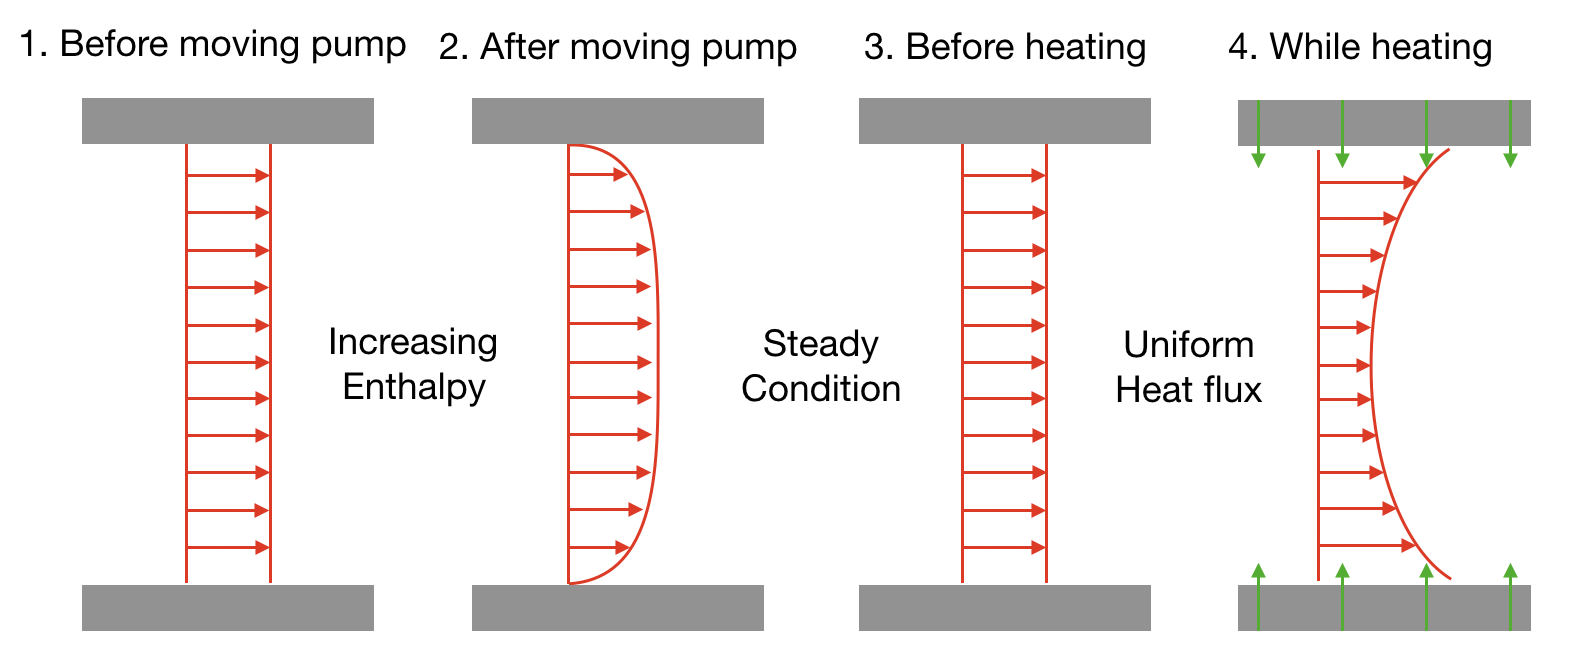 1. Before moving pump
2. After moving pump
3. Before heating
4. While heating
Increasing
Enthalpy
Steady
Condition
Uniform
Heat flux